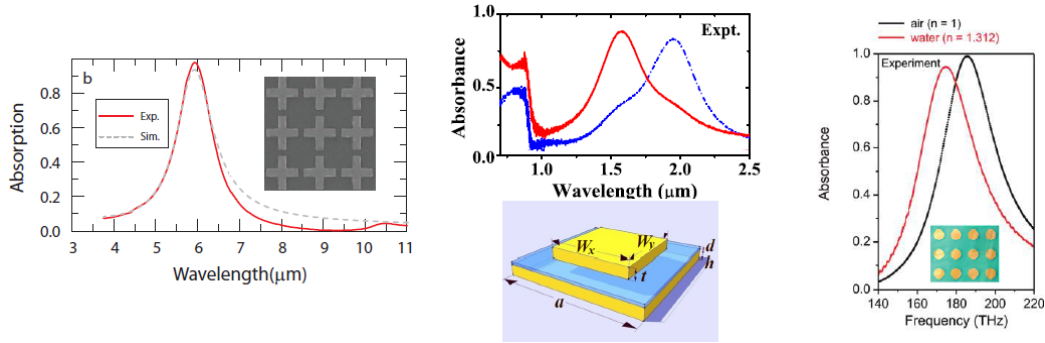 b
Absorption
1.0
0.8
0.6
0.4
0.2
0.0
Exp.
Sim.
3
4
5
6
7
8
9
10
11
Wavelength(μm)
Absorbance
1.0
0.5
0.0
Expt.
1.0
1.5
2.0
2.5
Wavelength (μm)
Wx
Wy
d
h
t
a
air (n = 1)
water (n = 1.312)
Experiment
Absorbance
1.0
0.8
0.6
0.4
0.2
0.0
140
160
180
200
220
Frequency (THz)